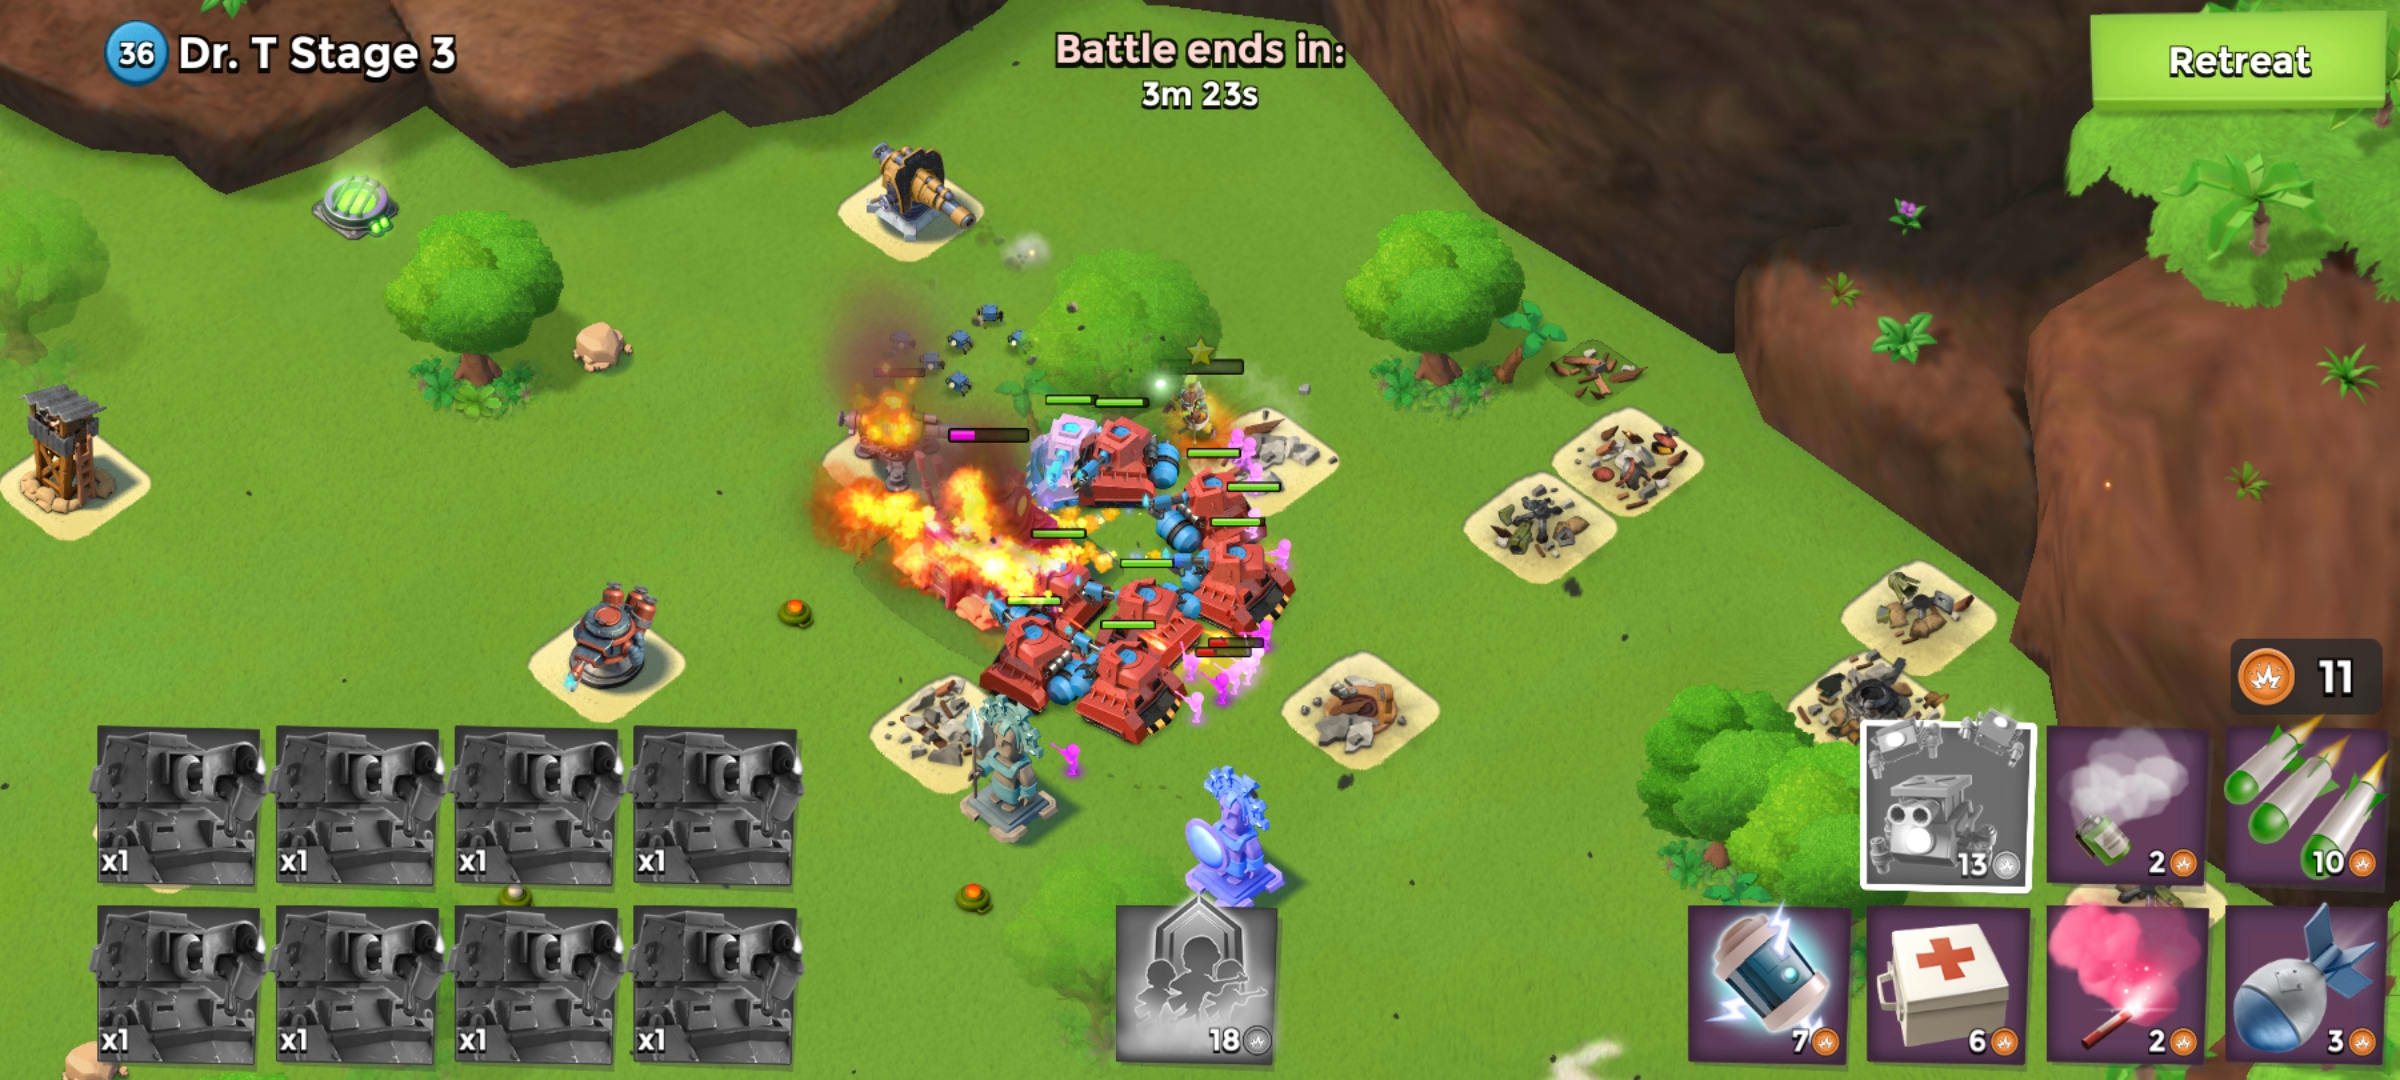 36 Dr. T Stage 3
Battle ends in:
3m 23s
Retreat
11
x1 x1 x1 x1
13 2 10
x1 x1 x1 x1
18
7 6 2 3